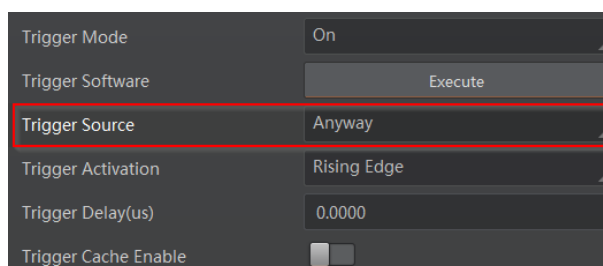 Trigger Mode On
Trigger Software Execute
Trigger Source Anyway
Trigger Activation Rising Edge
Trigger Delay(us) 0.0000
Trigger Cache Enable